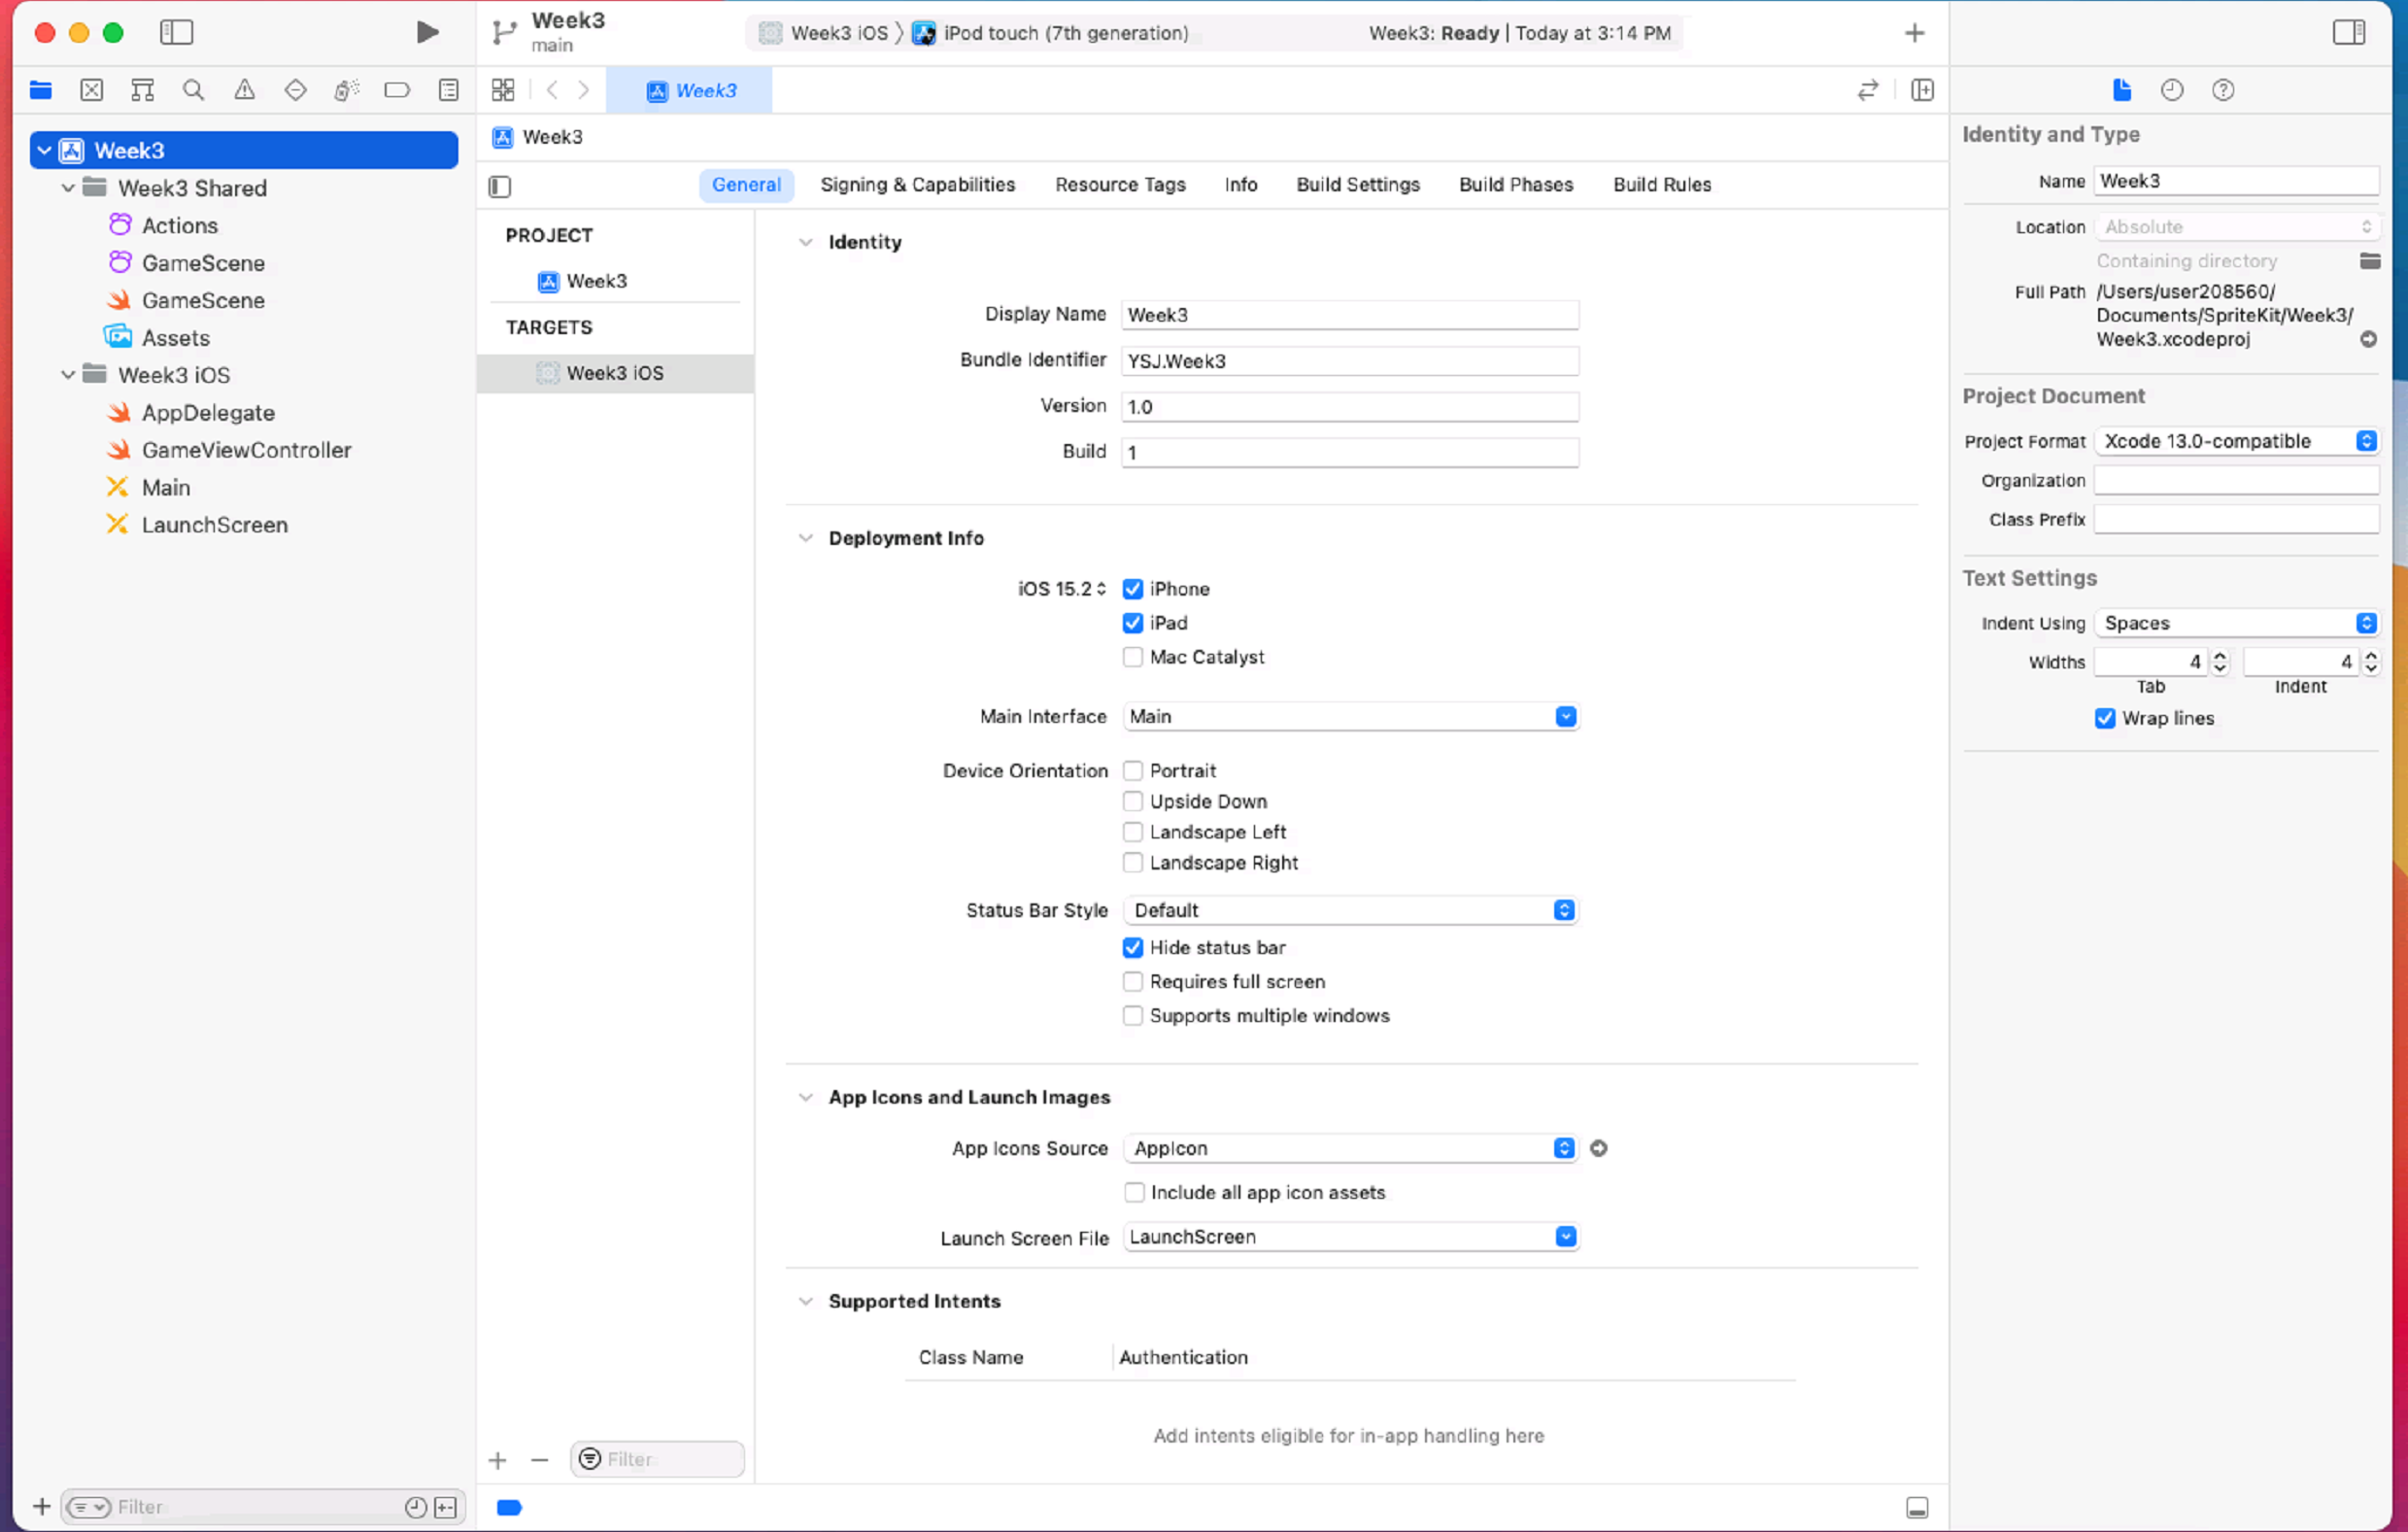 Week3
main
Week3 iOS
iPod touch (7th generation)
Week3: Ready | Today at 3:14 PM
Week3
Week3
Week3 Shared
Actions
GameScene
GameScene
Assets
Week3 iOS
AppDelegate
GameViewController
Main
LaunchScreen
Filter
Week3
General
Signing & Capabilities
Resource Tags
Info
Build Settings
Build Phases
Build Rules
PROJECT
Week3
TARGETS
Week3 iOS
Filter
Identity
Display Name Week3
Bundle Identifier YSJ.Week3
Version 1.0
Build 1
Deployment Info
iOS 15.2 iPhone
iPad
Mac Catalyst
Main Interface Main
Device Orientation Portrait
Upside Down
Landscape Left
Landscape Right
Status Bar Style Default
Hide status bar
Requires full screen
Supports multiple windows
App Icons and Launch Images
App Icons Source AppIcon
Include all app icon assets
Launch Screen File LaunchScreen
Supported Intents
Class Name Authentication
Add intents eligible for in-app handling here
Identity and Type
Name Week3
Location Absolute
Containing directory
Full Path /Users/user208560/
Documents/SpriteKit/Week3/
Week3.xcodeproj
Project Document
Project Format Xcode 13.0-compatible
Organization
Class Prefix
Text Settings
Indent Using Spaces
Widths 4 4
Tab Indent
Wrap lines